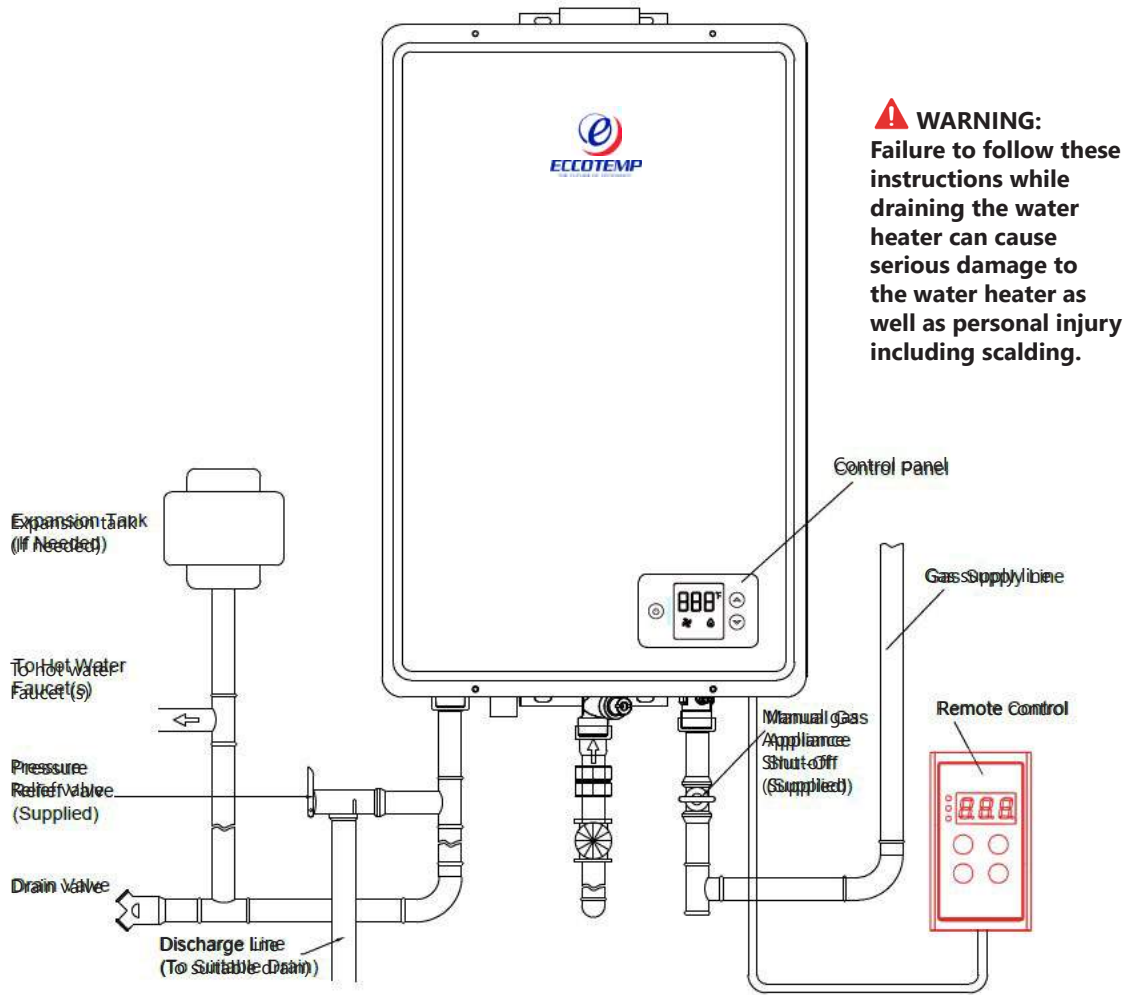 ECCOTEMP
WARNING:
Failure to follow these
instructions while
draining the water
heater can cause
serious damage to
the water heater as
well as personal injury
including scalding.
Control Panel
Expansion Tank
(If Needed)
888°F
Gas Supply Line
To Hot Water
Faucet(s)
Manual Gas
Appliance
Shut-Off
(Supplied)
Remote Control
8.8.8.
Pressure
Relief Valve
(Supplied)
Drain Valve
Discharge Line
(To Suitable Drain)